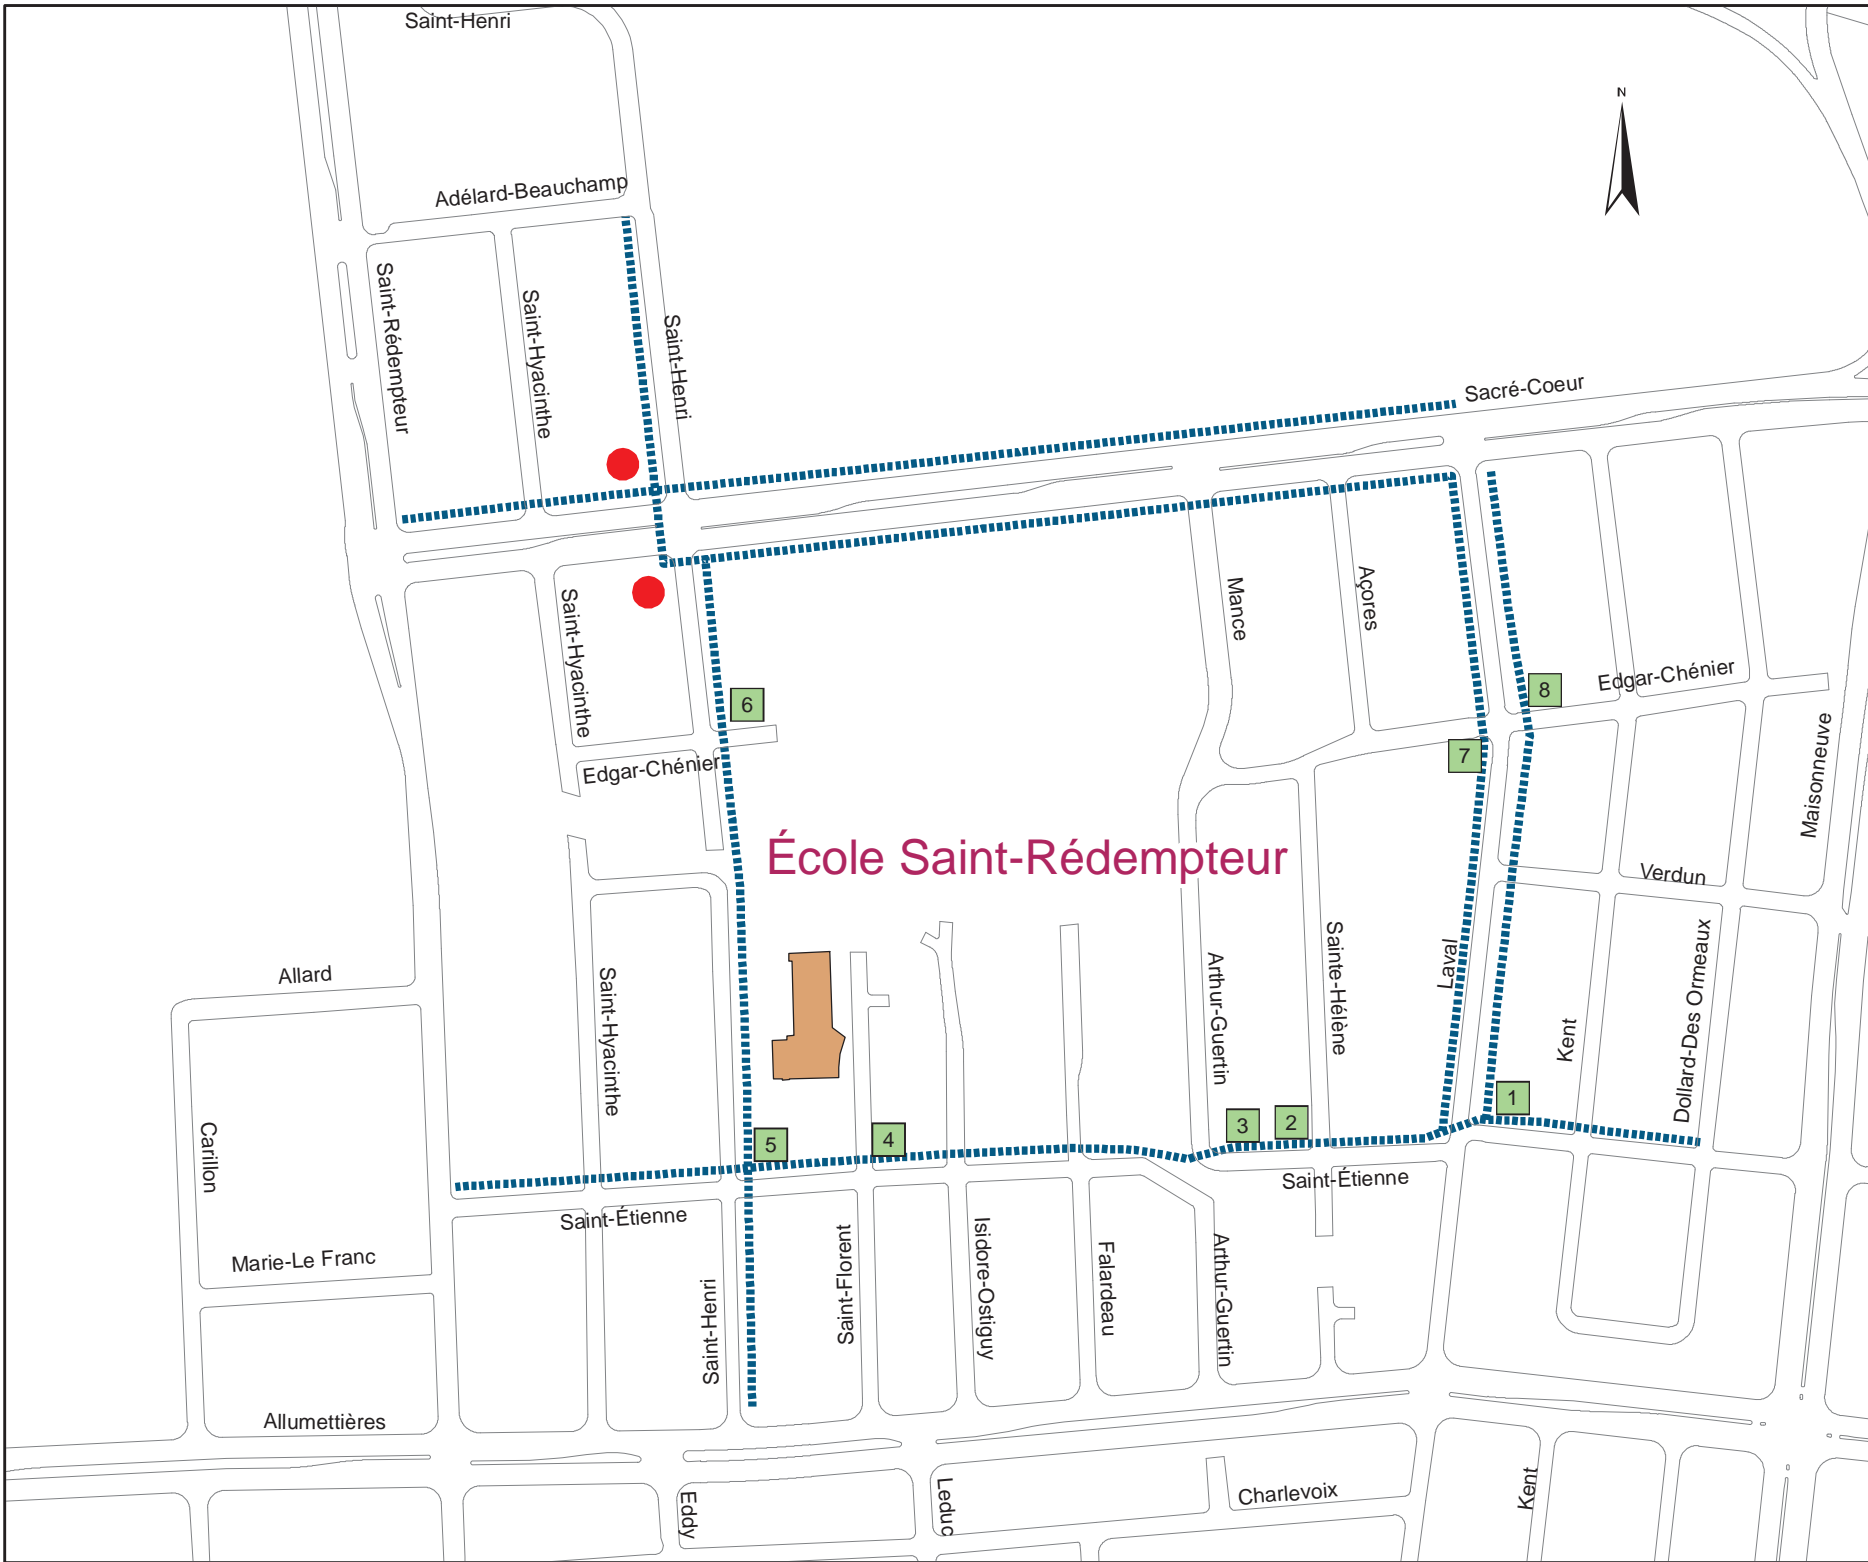 Saint-Henri
N
Adélard-Beauchamp
Saint-Rédempteur
Saint-Hyacinthe
Saint-Henri
Sacré-Coeur
Saint-Hyacinthe
Mance
Açores
6
8
Edgar-Chénier
Edgar-Chénier
7
Maisonneuve
École Saint-Rédempteur
Verdun
Allard
Saint-Hyacinthe
Arthur-Guertin
Sainte-Hélène
Laval
Kent
Dollard-Des Ormeaux
Carillon
5
4
3
2
1
Saint-Étienne
Saint-Étienne
Marie-Le Franc
Saint-Henri
Saint-Florent
Isidore-Ostiguy
Falardeau
Arthur-Guertin
Allumettières
Eddy
Leduc
Charlevoix
Kent